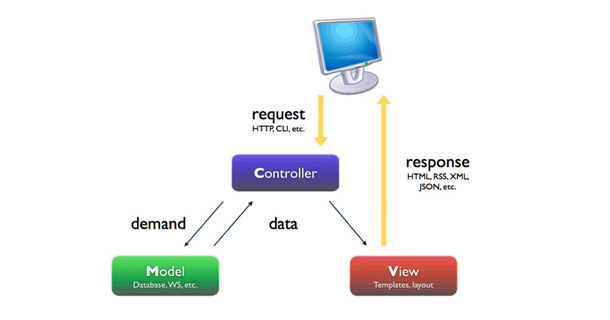 request
HTTP, CLI, etc.
Controller
response
HTML, RSS, XML,
JSON, etc.
demand
data
Model
Database, WS, etc.
View
Templates, layout